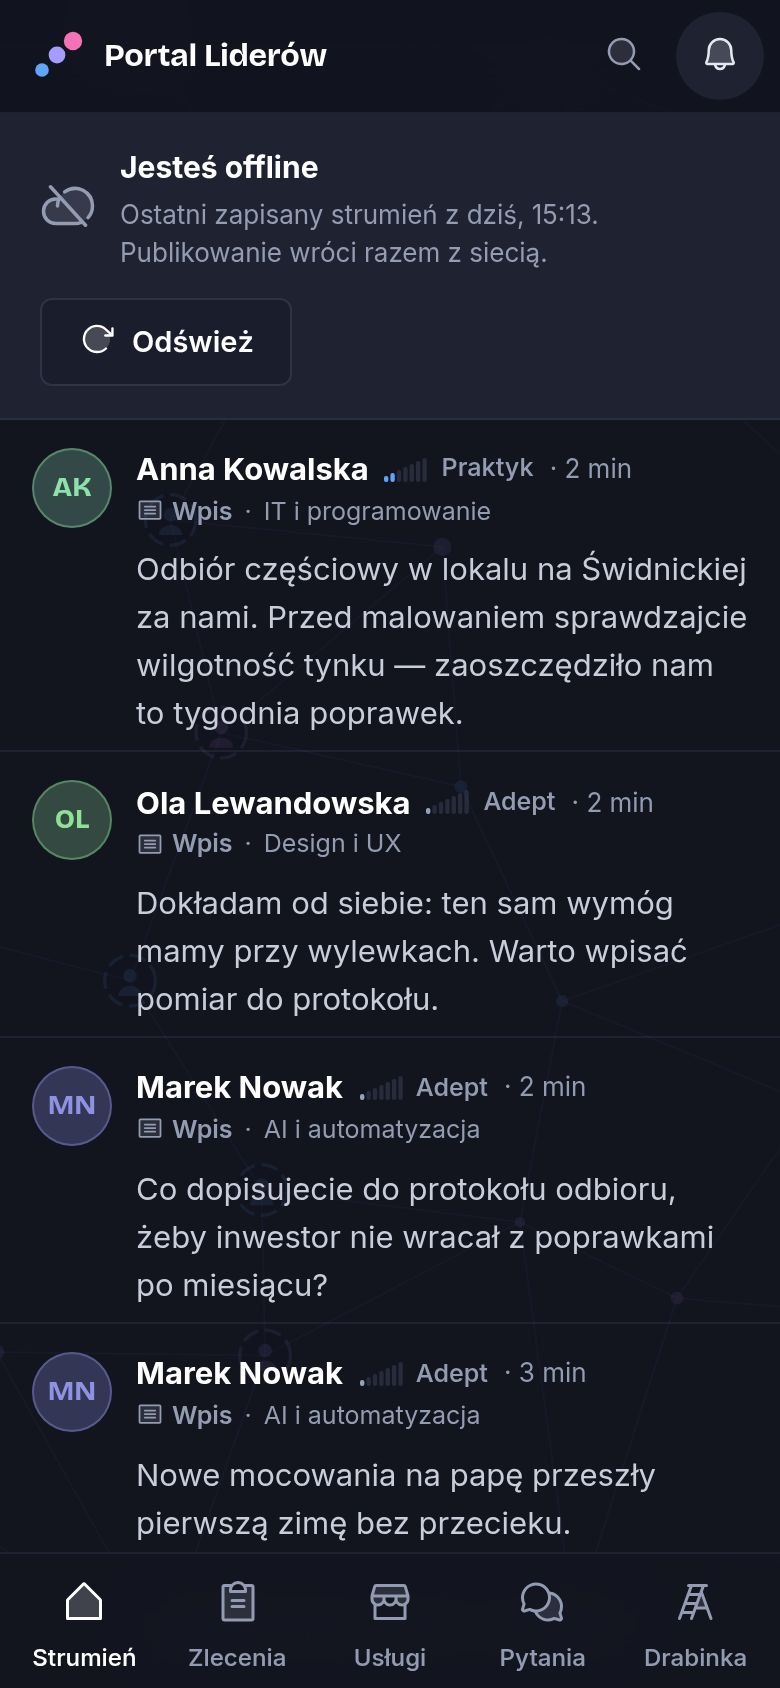 Portal Liderów
Jesteś offline
Ostatni zapisany strumień z dziś, 15:13.
Publikowanie wróci razem z siecią.
Odśwież
AK
Anna Kowalska Praktyk · 2 min
Wpis · IT i programowanie
Odbiór częściowy w lokalu na Świdnickiej
za nami. Przed malowaniem sprawdzajcie
wilgotność tynku — zaoszczędziło nam
to tygodnia poprawek.
OL
Ola Lewandowska Adept · 2 min
Wpis · Design i UX
Dokładam od siebie: ten sam wymóg
mamy przy wylewkach. Warto wpisać
pomiar do protokołu.
MN
Marek Nowak Adept · 2 min
Wpis · AI i automatyzacja
Co dopisujecie do protokołu odbioru,
żeby inwestor nie wracał z poprawkami
po miesiącu?
MN
Marek Nowak Adept · 3 min
Wpis · AI i automatyzacja
Nowe mocowania na papę przeszły
pierwszą zimę bez przecieku.
Strumień Zlecenia Usługi Pytania Drabinka